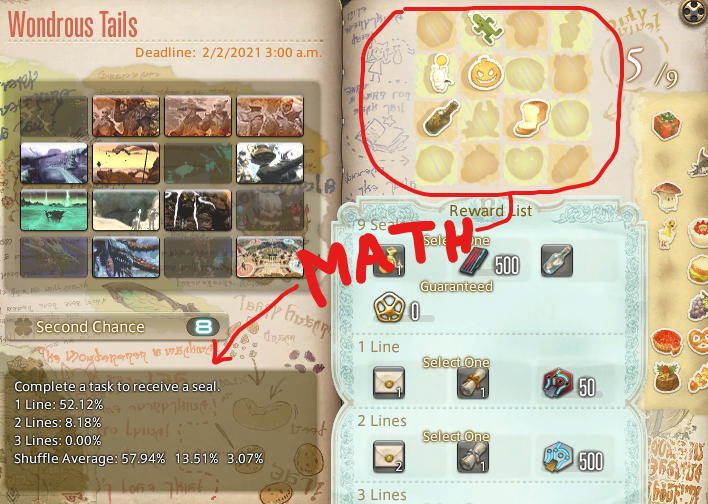 Wondrous Tails
Deadline: 2/2/2021 3:00 a.m.
5 /9
Reward List
9 Se
Select One
1
500
Guaranteed
0
MATH
Second Chance
8
1 Line
Select One
1
1
50
Complete a task to receive a seal.
1 Line: 52.12%
2 Lines: 8.18%
3 Lines: 0.00%
Shuffle Average: 57.94% 13.51% 3.07%
2 Lines
Select One
2
1
500
3 Lines